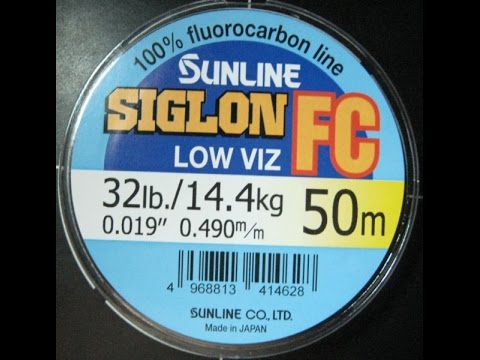 100% fluorocarbon line
SUNLINE
SIGLON FC
LOW VIZ
32lb./14.4kg 50m
0.019” 0.490m/m
4 968813 414628
SUNLINE CO., LTD.
Made in JAPAN